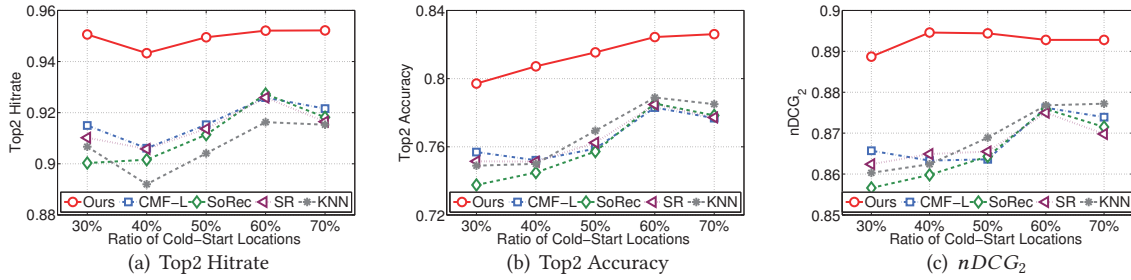 0.96
0.94
0.92
0.9
0.88
Top2 Hitrate
Ours CMF-L SoRec SR KNN
30% 40% 50% 60% 70%
Ratio of Cold-Start Locations
(a) Top2 Hitrate
0.84
0.8
0.76
0.72
Top2 Accuracy
Ours CMF-L SoRec SR KNN
30% 40% 50% 60% 70%
Ratio of Cold-Start Locations
(b) Top2 Accuracy
0.9
0.89
0.88
0.87
0.86
0.85
nDCG2
Ours CMF-L SoRec SR KNN
30% 40% 50% 60% 70%
Ratio of Cold-Start Locations
(c) nDCG2